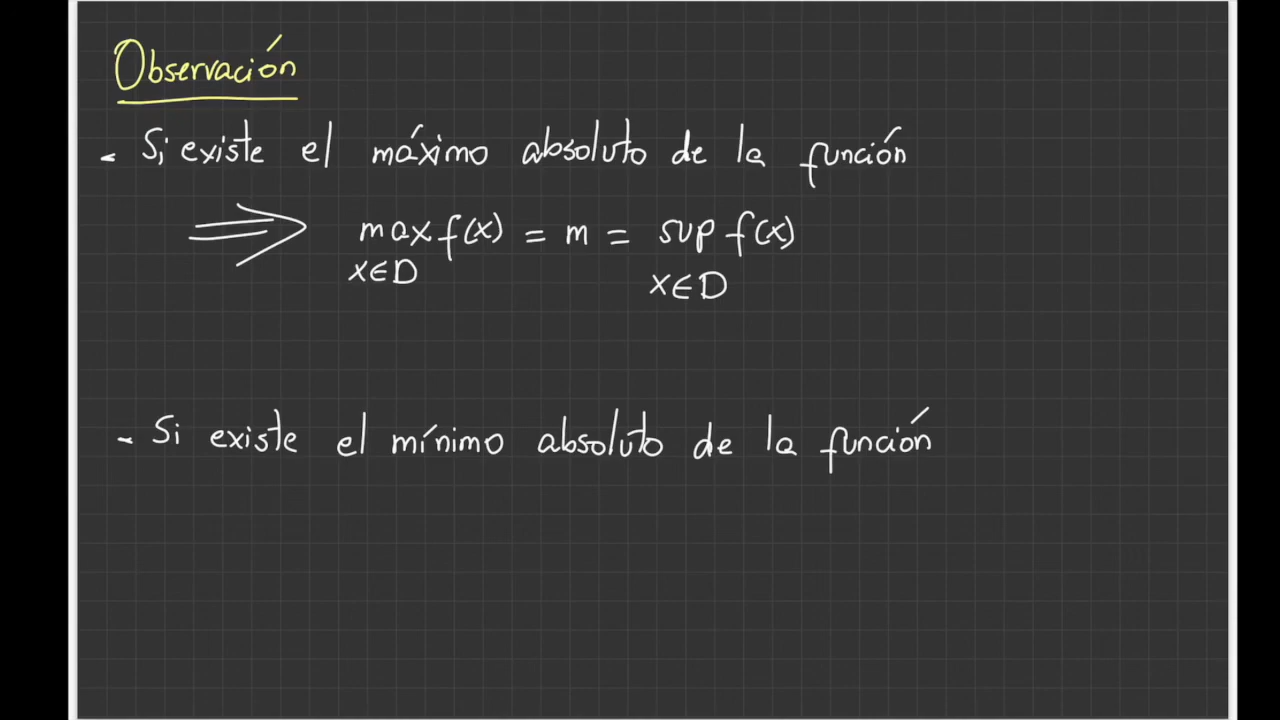 Observación
- Si existe el máximo absoluto de la función
⟹ max f(x) = m = sup f(x)
x∈D x∈D
- Si existe el mínimo absoluto de la función